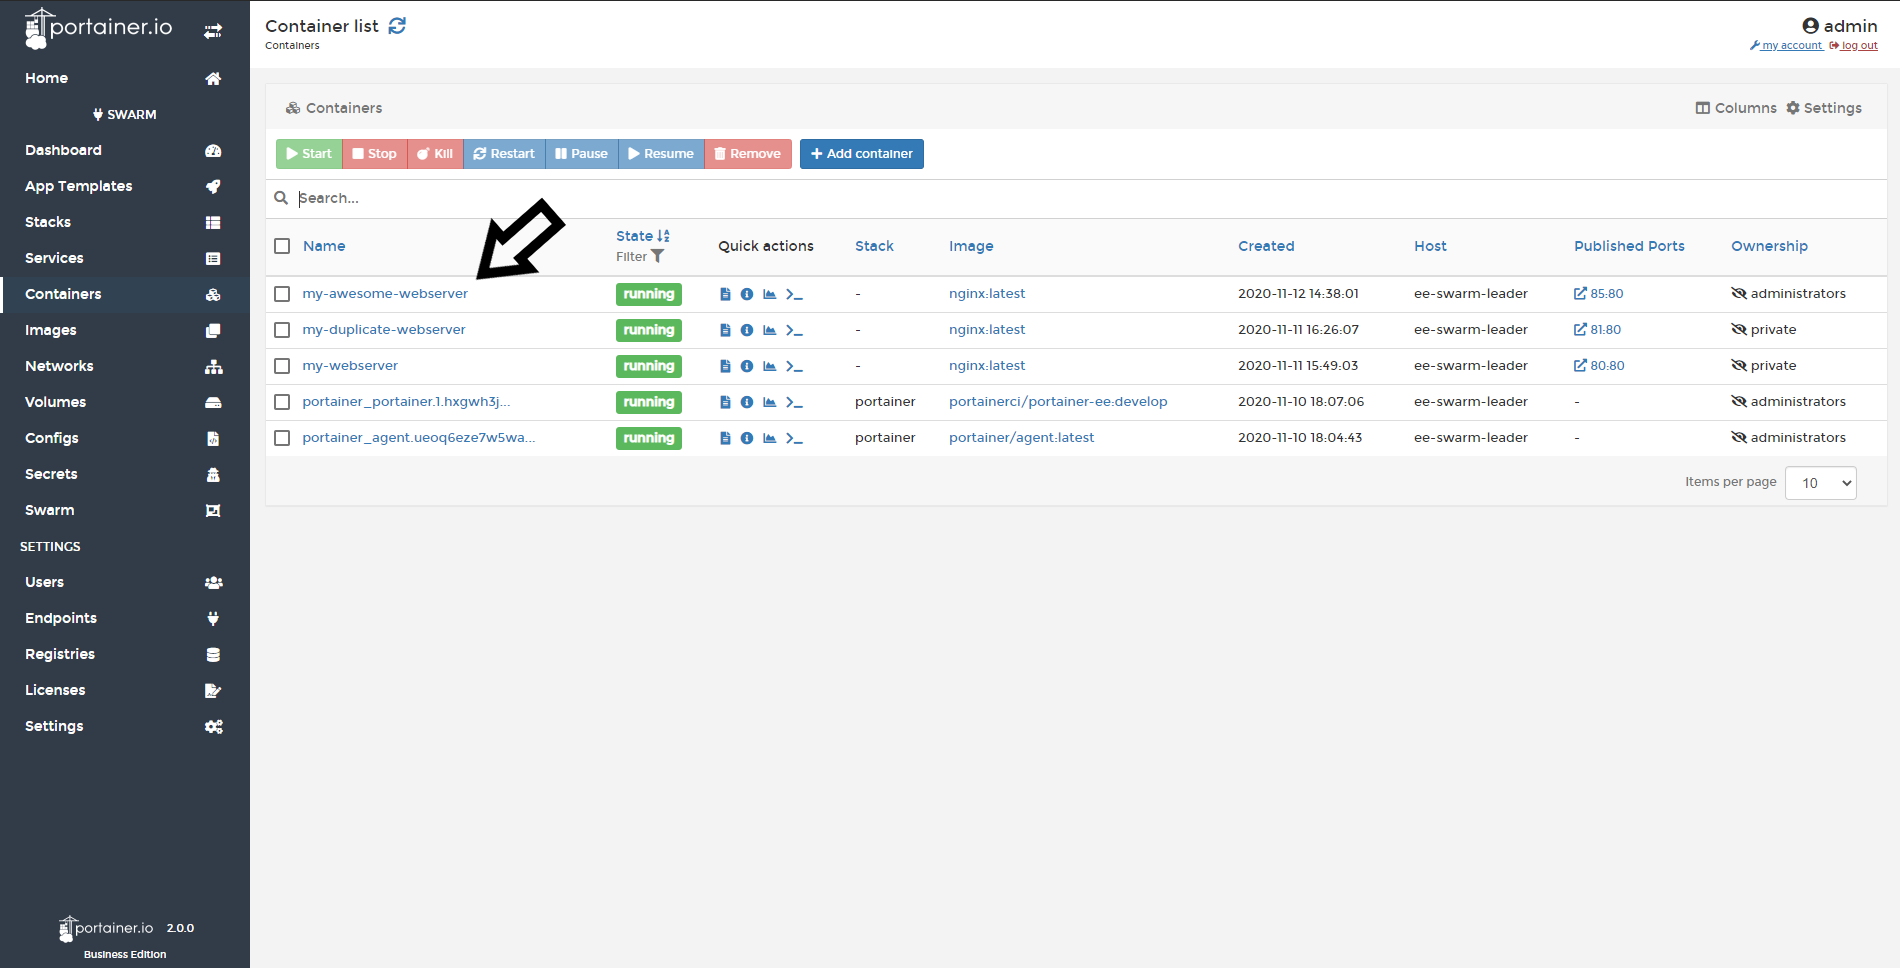 portainer.io
Home
SWARM
Dashboard
App Templates
Stacks
Services
Containers
Images
Networks
Volumes
Configs
Secrets
Swarm
SETTINGS
Users
Endpoints
Registries
Licenses
Settings
portainer.io 2.0.0
Business Edition
Container list
Containers
admin
my account log out
Containers
Columns Settings
Start Stop Kill Restart Pause Resume Remove Add container
Search...
Name State Filter Quick actions Stack Image Created Host Published Ports Ownership
my-awesome-webserver running - nginx:latest 2020-11-12 14:38:01 ee-swarm-leader 85:80 administrators
my-duplicate-webserver running - nginx:latest 2020-11-11 16:26:07 ee-swarm-leader 81:80 private
my-webserver running - nginx:latest 2020-11-11 15:49:03 ee-swarm-leader 80:80 private
portainer_portainer.1.hxgwh3j... running portainer portainerci/portainer-ee:develop 2020-11-10 18:07:06 ee-swarm-leader - administrators
portainer_agent.ueoq6eze7w5wa... running portainer portainer/agent:latest 2020-11-10 18:04:43 ee-swarm-leader - administrators
Items per page 10